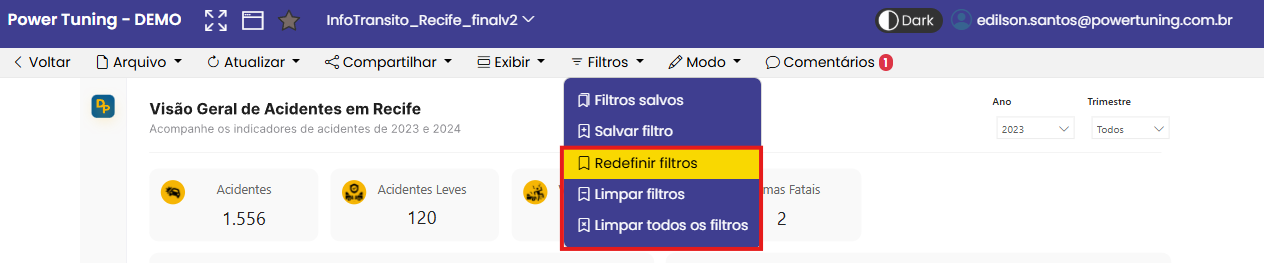 Power Tuning - DEMO InfoTransito_Recife_finalv2 Dark edilson.santos@powertuning.com.br
Voltar Arquivo Atualizar Compartilhar Exibir Filtros Modo Comentários 1
Filtros salvos
Salvar filtro
Redefinir filtros
Limpar filtros
Limpar todos os filtros
DP
Visão Geral de Acidentes em Recife
Acompanhe os indicadores de acidentes de 2023 e 2024
Ano Trimestre
2023 Todos
Acidentes
1.556
Acidentes Leves
120
mas Fatais
2